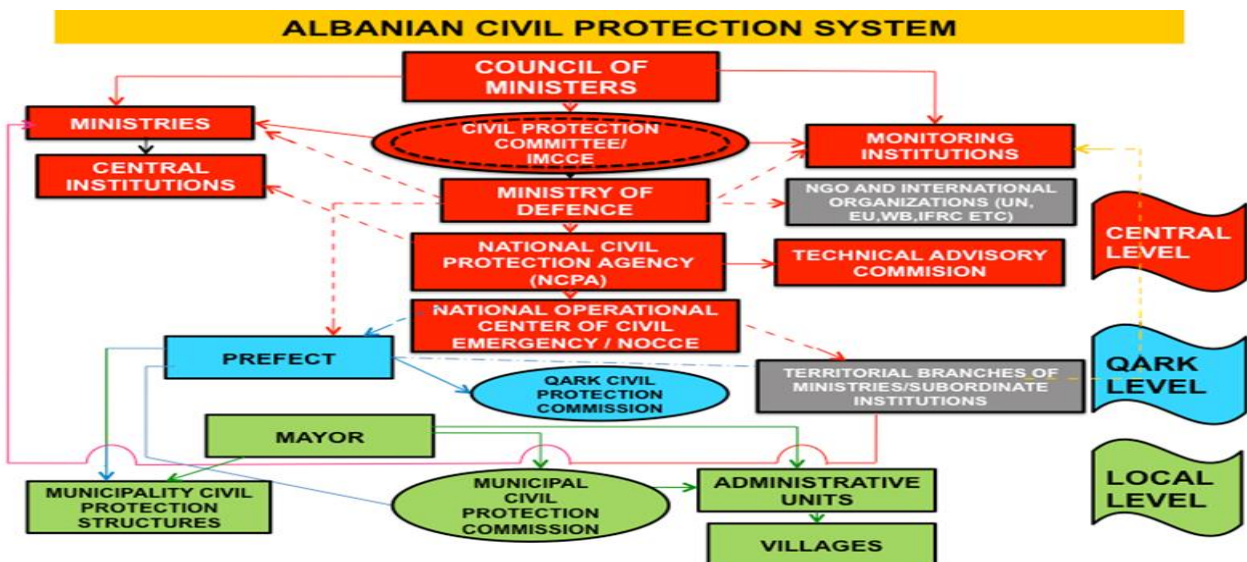 ALBANIAN CIVIL PROTECTION SYSTEM
COUNCIL OF
MINISTERS
MINISTRIES
CIVIL PROTECTION
COMMITTEE/
IMCCE
MONITORING
INSTITUTIONS
CENTRAL
INSTITUTIONS
MINISTRY OF
DEFENCE
NGO AND INTERNATIONAL
ORGANIZATIONS (UN,
EU,WB,IFRC ETC)
CENTRAL
LEVEL
NATIONAL CIVIL
PROTECTION AGENCY
(NCPA)
TECHNICAL ADVISORY
COMMISION
NATIONAL OPERATIONAL
CENTER OF CIVIL
EMERGENCY / NOCCE
PREFECT
QARK CIVIL
PROTECTION
COMMISSION
TERRITORIAL BRANCHES OF
MINISTRIES/SUBORDINATE
INSTITUTIONS
QARK
LEVEL
MAYOR
MUNICIPALITY CIVIL
PROTECTION
STRUCTURES
MUNICIPAL
CIVIL
PROTECTION
COMMISSION
ADMINISTRATIVE
UNITS
LOCAL
LEVEL
VILLAGES